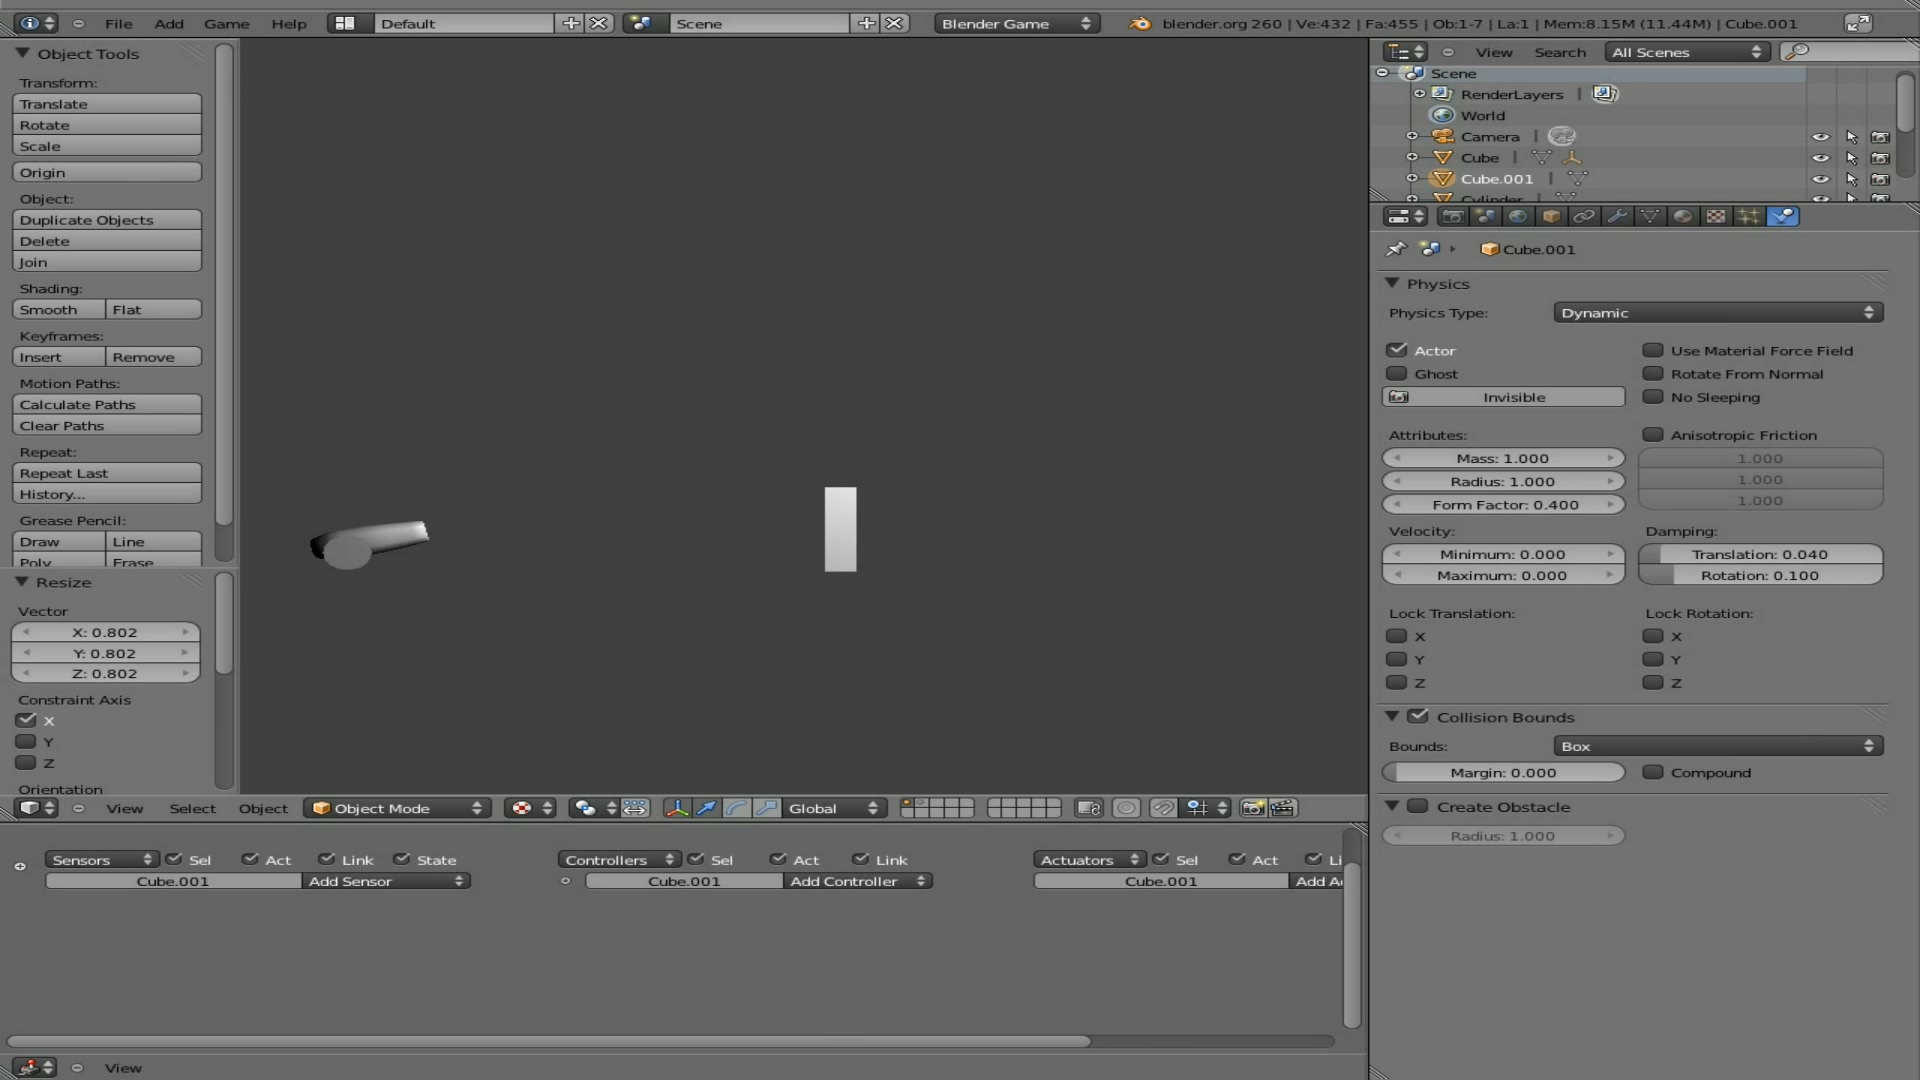 File Add Game Help Default Scene Blender Game blender.org 260 | Ve:432 | Fa:455 | Ob:1-7 | La:1 | Mem:8.15M (11.44M) | Cube.001
Object Tools
Transform:
Translate
Rotate
Scale
Origin
Object:
Duplicate Objects
Delete
Join
Shading:
Smooth Flat
Keyframes:
Insert Remove
Motion Paths:
Calculate Paths
Clear Paths
Repeat:
Repeat Last
History...
Grease Pencil:
Draw Line
Poly Erase
Resize
Vector
X: 0.802
Y: 0.802
Z: 0.802
Constraint Axis
X
Y
Z
Orientation
View Select Object Object Mode Global
Sensors Sel Act Link State Controllers Sel Act Link Actuators Sel Act Li
Cube.001 Add Sensor Cube.001 Add Controller Cube.001 Add A
View
View Search All Scenes
Scene
RenderLayers |
World
Camera |
Cube |
Cube.001 |
Cylinder
Cube.001
Physics
Physics Type: Dynamic
Actor Use Material Force Field
Ghost Rotate From Normal
Invisible No Sleeping
Attributes: Anisotropic Friction
Mass: 1.000 1.000
Radius: 1.000 1.000
Form Factor: 0.400 1.000
Velocity: Damping:
Minimum: 0.000 Translation: 0.040
Maximum: 0.000 Rotation: 0.100
Lock Translation: Lock Rotation:
X X
Y Y
Z Z
Collision Bounds
Bounds: Box
Margin: 0.000 Compound
Create Obstacle
Radius: 1.000